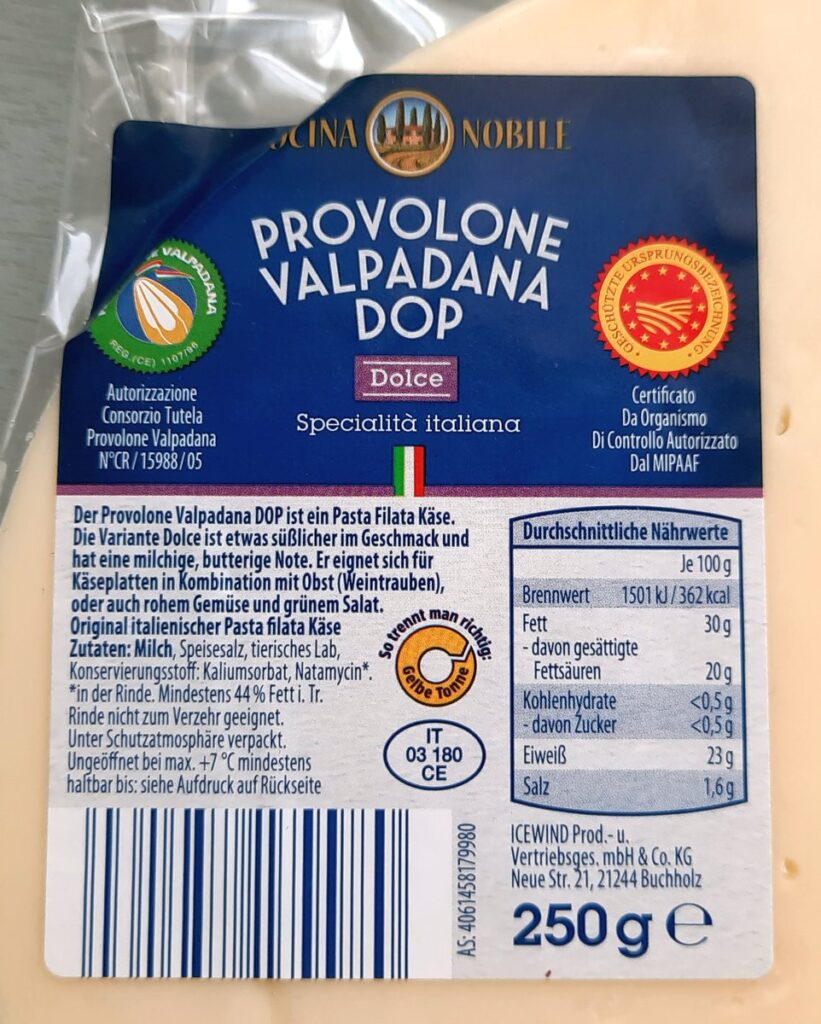 NOBILE
PROVOLONE
VALPADANA
DOP
Dolce
Specialità italiana
VALPADANA
REG.(CE) 1107/96
Autorizzazione
Consorzio Tutela
Provolone Valpadana
N°CR/15988/05
GESCHÜTZTE URSPRUNGSBEZEICHNUNG
Certificato
Da Organismo
Di Controllo Autorizzato
Dal MIPAAF
Der Provolone Valpadana DOP ist ein Pasta Filata Käse.
Die Variante Dolce ist etwas süßlicher im Geschmack und
hat eine milchige, butterige Note. Er eignet sich für
Käseplatten in Kombination mit Obst (Weintrauben),
oder auch rohem Gemüse und grünem Salat.
Original italienischer Pasta filata Käse
Zutaten: Milch, Speisesalz, tierisches Lab,
Konservierungsstoff: Kaliumsorbat, Natamycin*.
*in der Rinde. Mindestens 44 % Fett i. Tr.
Rinde nicht zum Verzehr geeignet.
Unter Schutzatmosphäre verpackt.
Ungeöffnet bei max. +7 °C mindestens
haltbar bis: siehe Aufdruck auf Rückseite
So trennt man richtig:
Gelbe Tonne
IT
03 180
CE
Durchschnittliche Nährwerte
Je 100 g
Brennwert 1501 kJ / 362 kcal
Fett 30 g
- davon gesättigte
Fettsäuren 20 g
Kohlenhydrate <0,5 g
- davon Zucker <0,5 g
Eiweiß 23 g
Salz 1,6 g
AS: 4061458179980
ICEWIND Prod.- u.
Vertriebsges. mbH & Co. KG
Neue Str. 21, 21244 Buchholz
250 g e